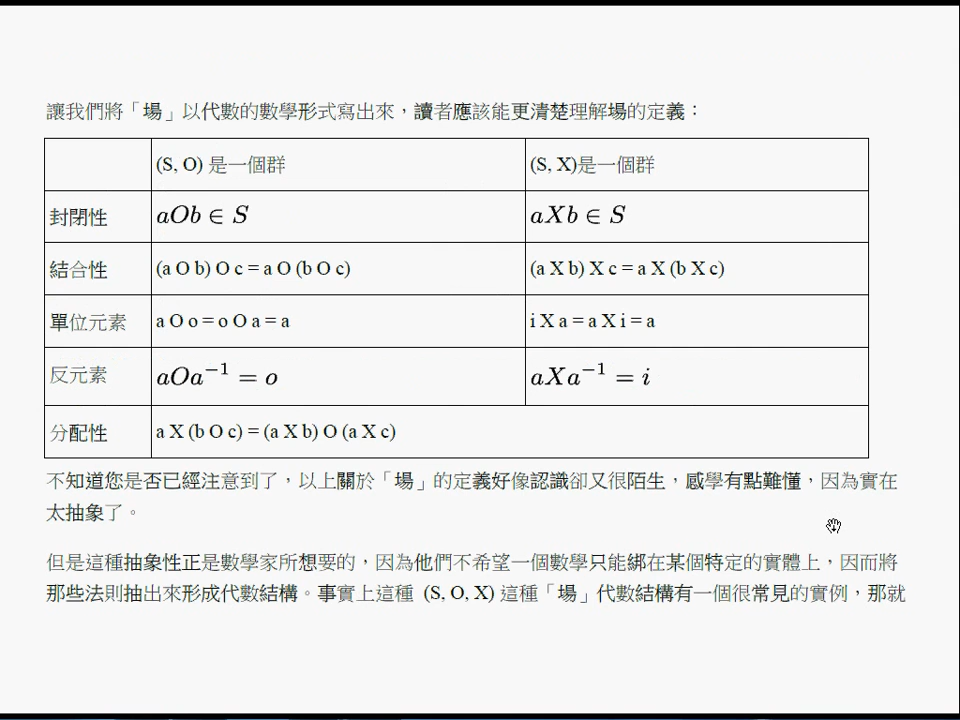 讓我們將「場」以代數的數學形式寫出來，讀者應該能更清楚理解場的定義：
(S, O) 是一個群 (S, X)是一個群
封閉性 aOb ∈ S aXb ∈ S
結合性 (a O b) O c = a O (b O c) (a X b) X c = a X (b X c)
單位元素 a O o = o O a = a i X a = a X i = a
反元素 aOa⁻¹ = o aXa⁻¹ = i
分配性 a X (b O c) = (a X b) O (a X c)
不知道您是否已經注意到了，以上關於「場」的定義好像認識卻又很陌生，感學有點難懂，因為實在
太抽象了。
但是這種抽象性正是數學家所想要的，因為他們不希望一個數學只能綁在某個特定的實體上，因而將
那些法則抽出來形成代數結構。事實上這種 (S, O, X) 這種「場」代數結構有一個很常見的實例，那就